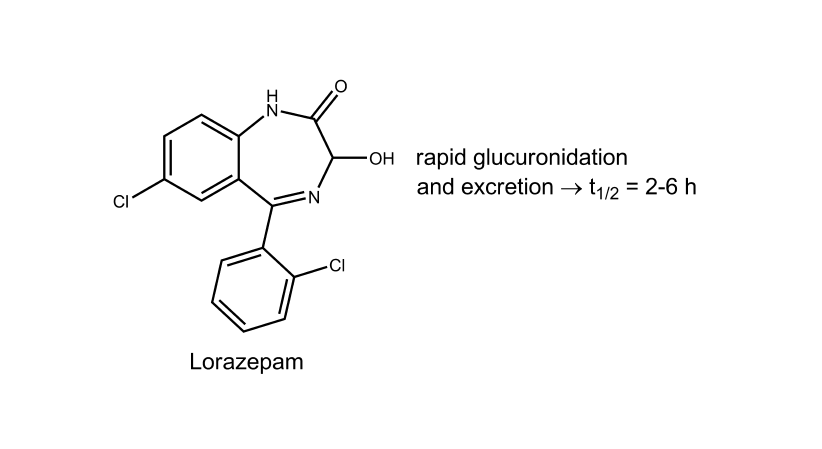 H
N
O
OH
rapid glucuronidation
and excretion → t1/2 = 2-6 h
Cl
N
Cl
Lorazepam